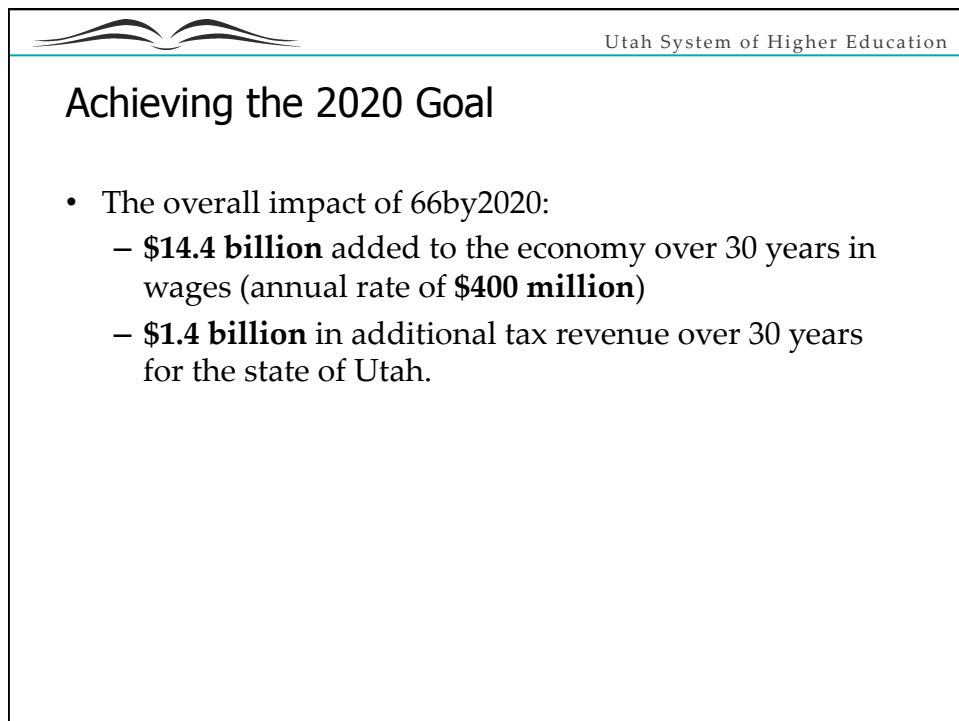 Utah System of Higher Education
Achieving the 2020 Goal
• The overall impact of 66by2020:
– $14.4 billion added to the economy over 30 years in
wages (annual rate of $400 million)
– $1.4 billion in additional tax revenue over 30 years
for the state of Utah.